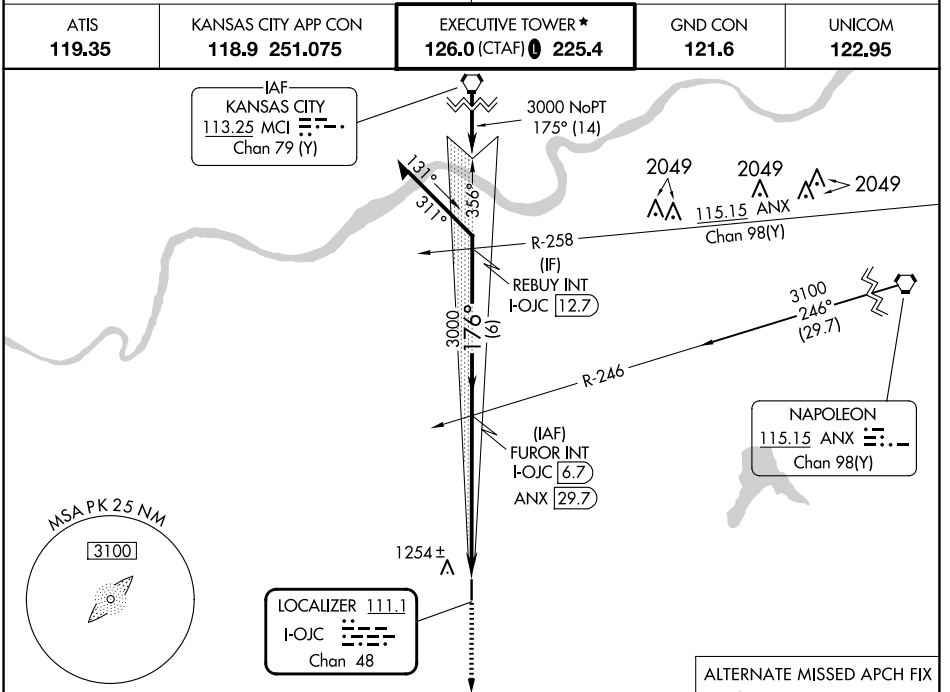 ATIS
119.35
KANSAS CITY APP CON
118.9 251.075
EXECUTIVE TOWER ★
126.0 (CTAF) L 225.4
GND CON
121.6
UNICOM
122.95
IAF
KANSAS CITY
113.25 MCI
Chan 79 (Y)
3000 NoPT
175° (14)
131°
311°
356°
2049
2049
2049
115.15 ANX
Chan 98(Y)
R-258
(IF)
REBUY INT
I-OJC 12.7
3000
176°
(6)
3100
246°
(29.7)
R-246
NAPOLEON
115.15 ANX
Chan 98(Y)
(IAF)
FUROR INT
I-OJC 6.7
ANX 29.7
MSA PK 25 NM
3100
1254 ±
LOCALIZER 111.1
I-OJC
Chan 48
ALTERNATE MISSED APCH FIX